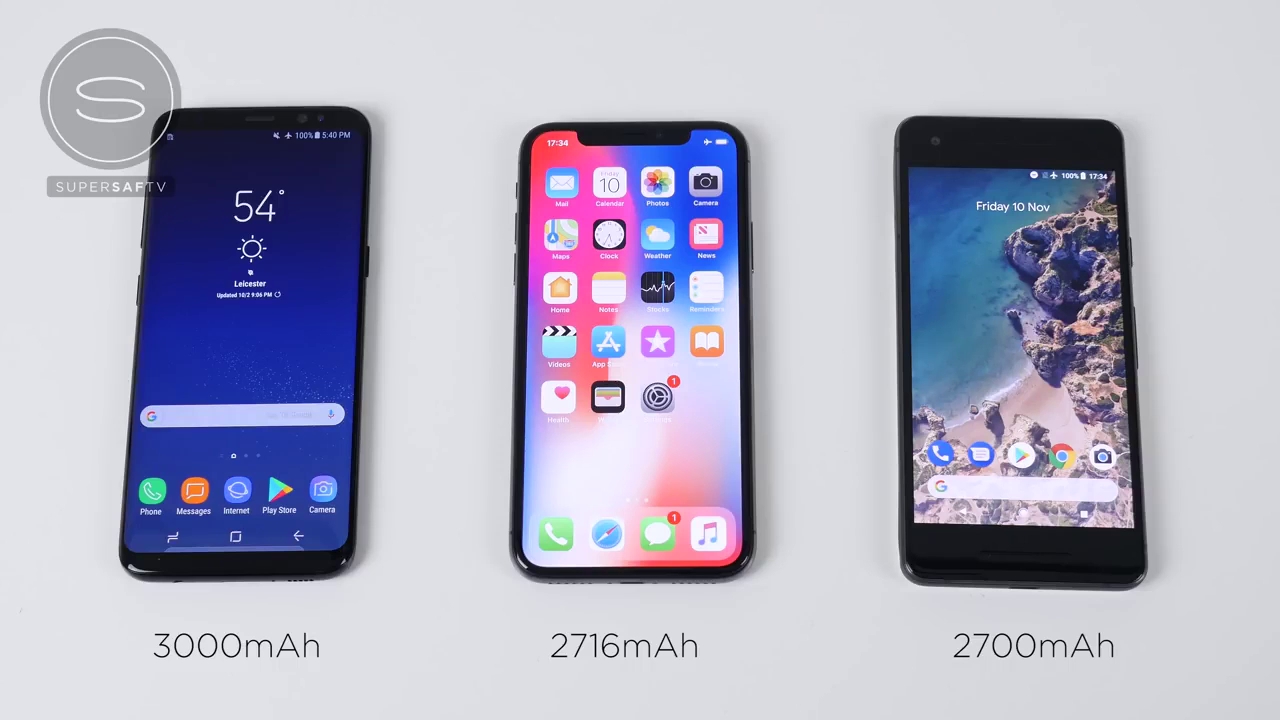 SUPERSAFTV
100% 5:40 PM
54°
Leicester
Updated 10/2 9:06 PM
Phone
Messages
Internet
Play Store
Camera
17:34
Friday
10
Mail
Calendar
Photos
Camera
Maps
Clock
Weather
News
Home
Notes
Stocks
Reminders
Videos
App Store
1
Health
1
100% 17:34
Friday 10 Nov
3000mAh
2716mAh
2700mAh